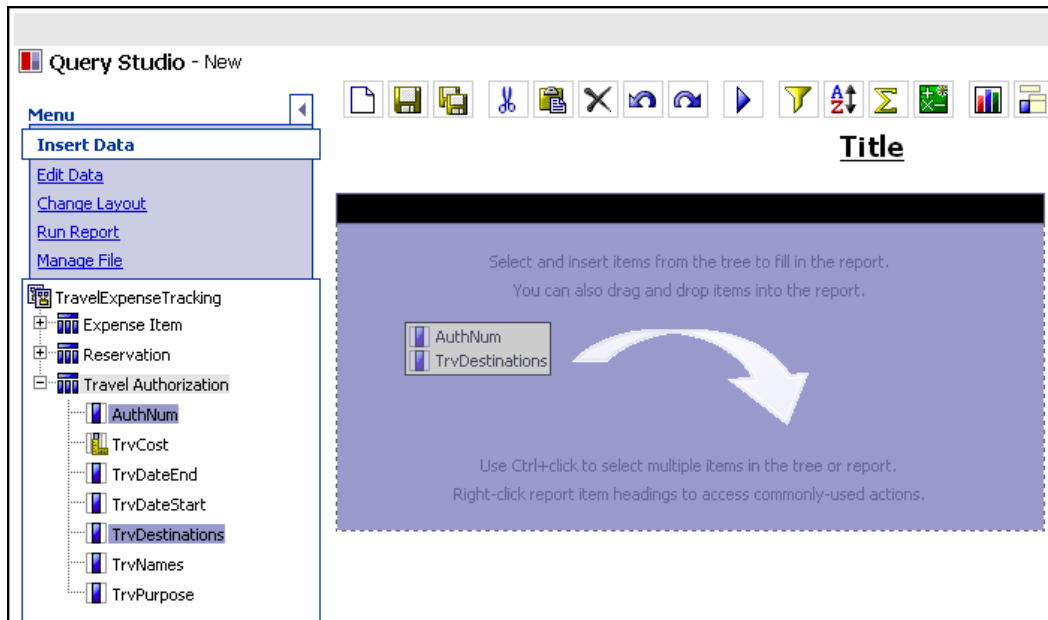 Query Studio - New
Menu
Insert Data
Edit Data
Change Layout
Run Report
Manage File
TravelExpenseTracking
Expense Item
Reservation
Travel Authorization
AuthNum
TrvCost
TrvDateEnd
TrvDateStart
TrvDestinations
TrvNames
TrvPurpose
A
Z
Title
Select and insert items from the tree to fill in the report.
You can also drag and drop items into the report.
AuthNum
TrvDestinations
Use Ctrl+click to select multiple items in the tree or report.
Right-click report item headings to access commonly-used actions.